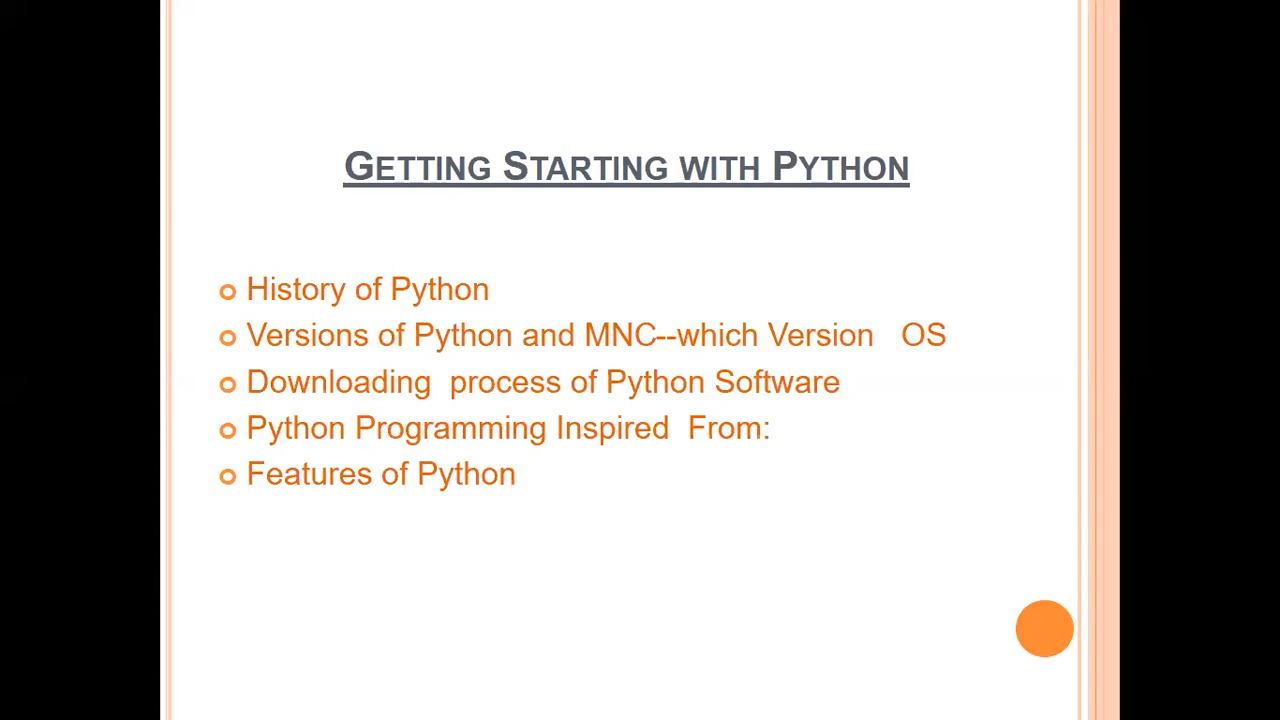 GETTING STARTING WITH PYTHON
History of Python
Versions of Python and MNC--which Version OS
Downloading process of Python Software
Python Programming Inspired From:
Features of Python